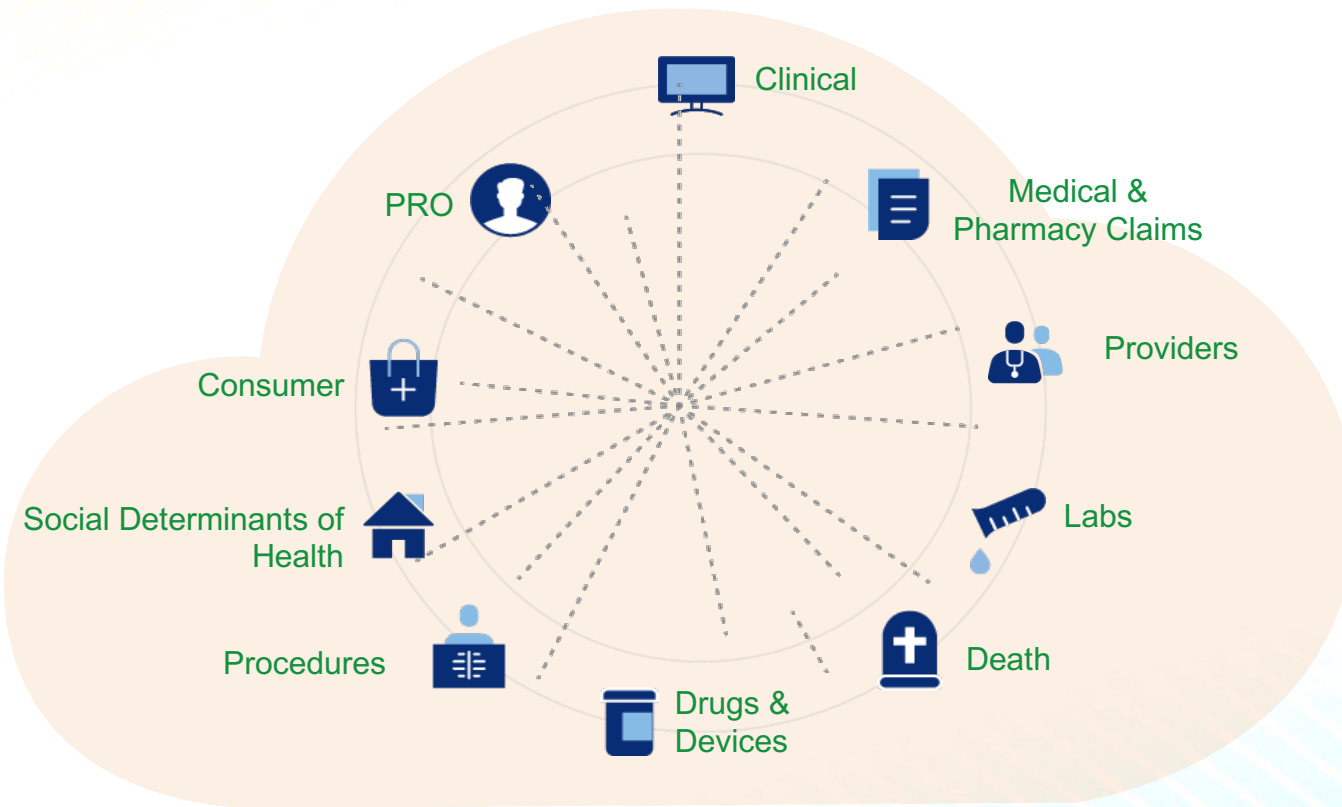 Clinical
PRO
Medical &
Pharmacy Claims
Providers
Consumer
Labs
Social Determinants of
Health
Procedures
Death
Drugs &
Devices